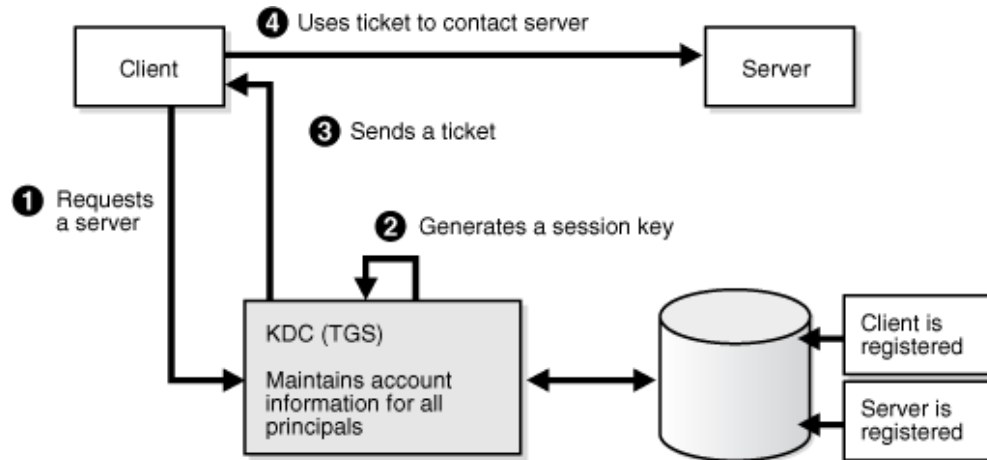 4 Uses ticket to contact server
Client
Server
3 Sends a ticket
1 Requests
a server
2 Generates a session key
KDC (TGS)
Maintains account
information for all
principals
Client is
registered
Server is
registered